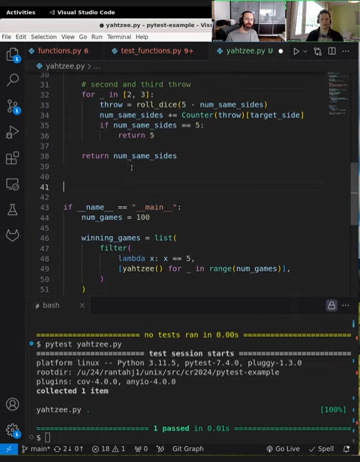 Activities
Visual Studio Code
● yahtzee.py - pytest-example - Vis
File Edit Selection View Go Run Terminal Help
functions.py 6
test_functions.py 9+
yahtzee.py U ●
yahtzee.py > ...
30
31 # second and third throw
32 for _ in [2, 3]:
33 throw = roll_dice(5 - num_same_sides)
34 num_same_sides += Counter(throw)[target_side]
35 if num_same_sides == 5:
36 return 5
37
38 return num_same_sides
39
40
41
42
43 if __name__ == "__main__":
44 num_games = 100
45
46 winning_games = list(
47 filter(
48 lambda x: x == 5,
49 [yahtzee() for _ in range(num_games)],
50 )
51 )
bash
==================== no tests ran in 0.00s ====================
$ pytest yahtzee.py
==================== test session starts ====================
platform linux -- Python 3.11.5, pytest-7.4.0, pluggy-1.3.0
rootdir: /u/24/rantahj1/unix/src/cr2024/pytest-example
plugins: cov-4.0.0, anyio-4.0.0
collected 1 item
yahtzee.py . [100%]
==================== 1 passed in 0.01s ====================
$
main* 2↓ 0↑ 18 1 Git Graph Go Live Spell